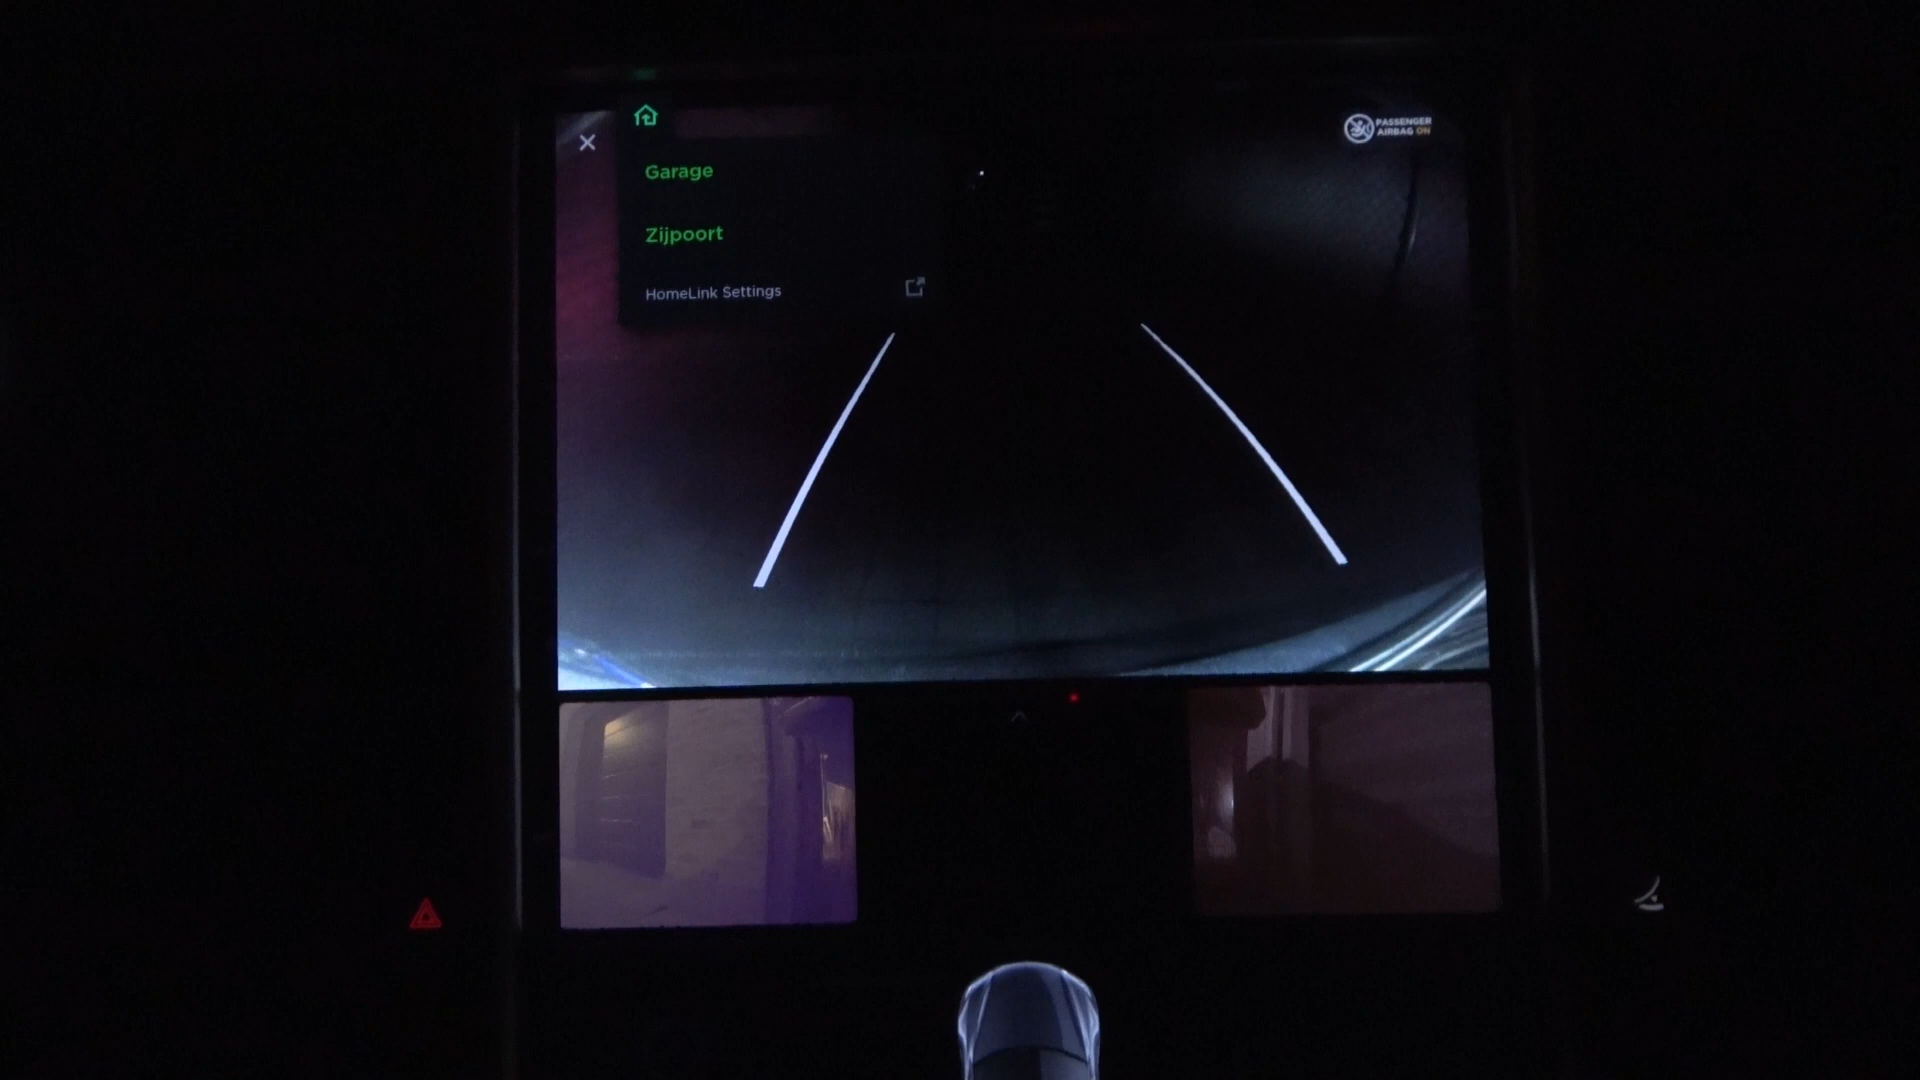 PASSENGER
AIRBAG ON
Garage
Zijpoort
HomeLink Settings